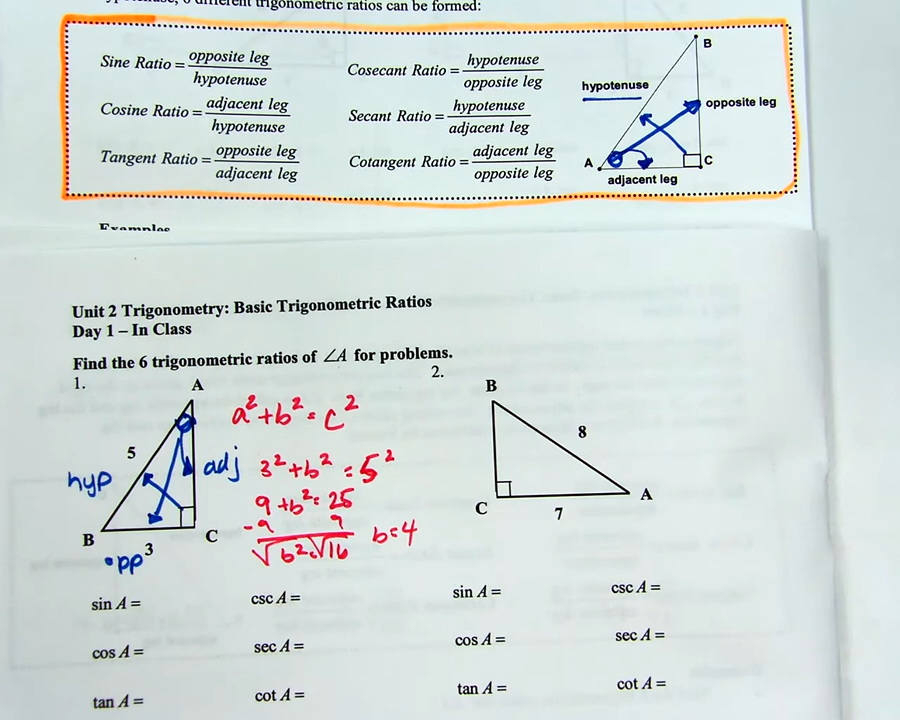 different trigonometric ratios can be formed:
Sine Ratio = opposite leg / hypotenuse
Cosecant Ratio = hypotenuse / opposite leg
Cosine Ratio = adjacent leg / hypotenuse
Secant Ratio = hypotenuse / adjacent leg
Tangent Ratio = opposite leg / adjacent leg
Cotangent Ratio = adjacent leg / opposite leg
B
hypotenuse
opposite leg
A
C
adjacent leg
Examples
Unit 2 Trigonometry: Basic Trigonometric Ratios
Day 1 – In Class
Find the 6 trigonometric ratios of ∠A for problems.
1.
A
5
hyp
adj
B
3
C
opp
a² + b² = c²
3² + b² = 5²
9 + b² = 25
-9 9
√b² = √16 b=4
2.
B
8
C
7
A
sin A =
csc A =
cos A =
sec A =
tan A =
cot A =
sin A =
csc A =
cos A =
sec A =
tan A =
cot A =